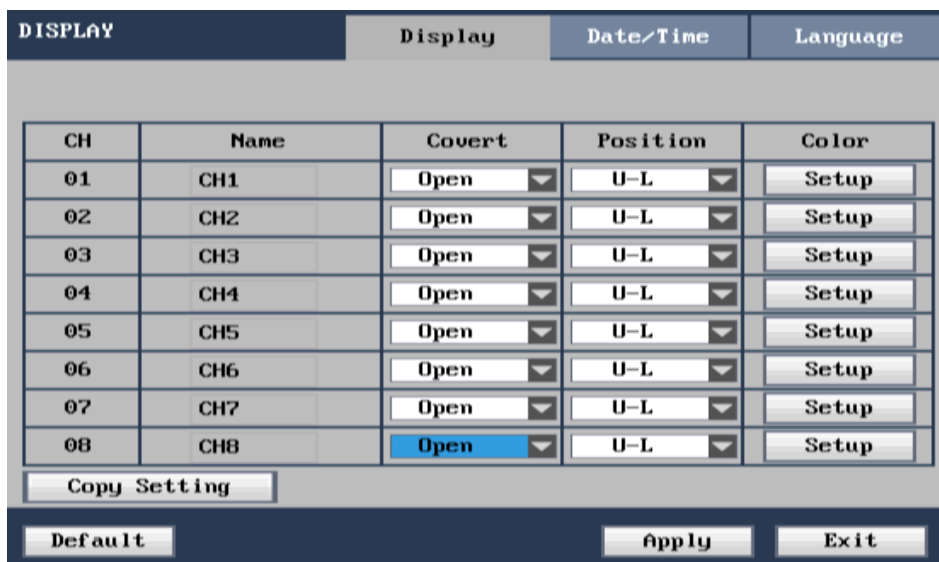 DISPLAY Display Date/Time Language
CH Name Covert Position Color
01 CH1 Open U-L Setup
02 CH2 Open U-L Setup
03 CH3 Open U-L Setup
04 CH4 Open U-L Setup
05 CH5 Open U-L Setup
06 CH6 Open U-L Setup
07 CH7 Open U-L Setup
08 CH8 Open U-L Setup
Copy Setting
Default Apply Exit